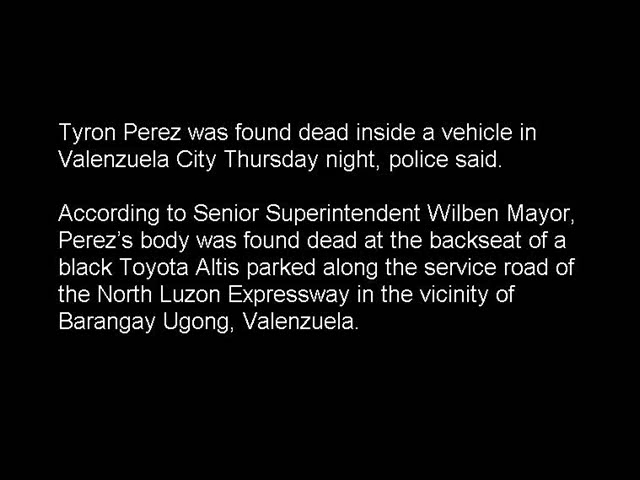 Tyron Perez was found dead inside a vehicle in
Valenzuela City Thursday night, police said.
According to Senior Superintendent Wilben Mayor,
Perez’s body was found dead at the backseat of a
black Toyota Altis parked along the service road of
the North Luzon Expressway in the vicinity of
Barangay Ugong, Valenzuela.